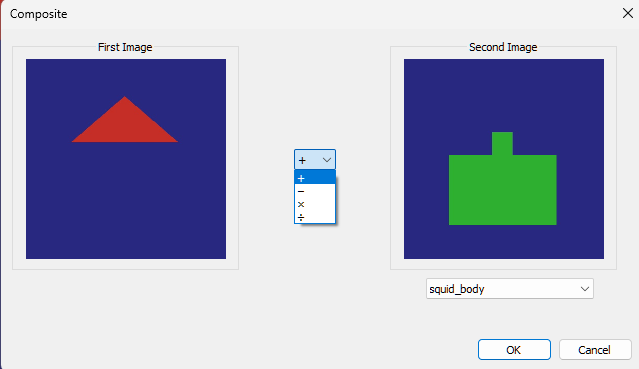 Composite
First Image
Second Image
+
+
−
×
÷
squid_body
OK
Cancel